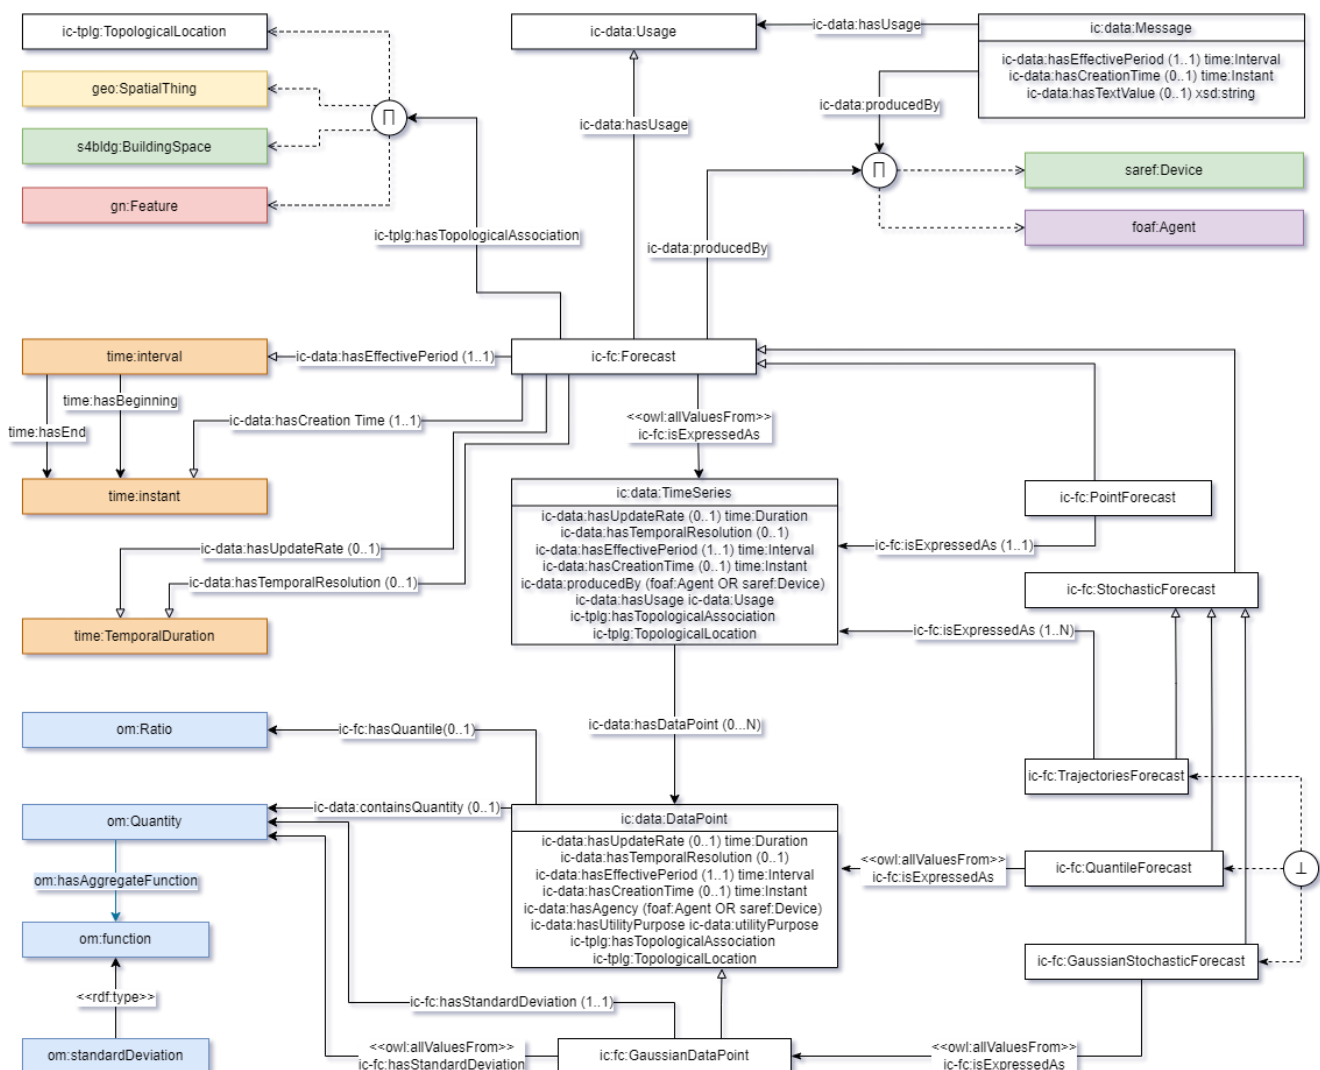 ic-tplg:TopologicalLocation
ic-data:Usage
ic-data:hasUsage
ic:data:Message
ic-data:hasEffectivePeriod (1..1) time:Interval
ic-data:hasCreationTime (0..1) time:Instant
ic-data:hasTextValue (0..1) xsd:string
geo:SpatialThing
ic-data:producedBy
Π
ic-data:hasUsage
s4bldg:BuildingSpace
Π
saref:Device
gn:Feature
foaf:Agent
ic-tplg:hasTopologicalAssociation
ic-data:producedBy
time:interval
ic-data:hasEffectivePeriod (1..1)
ic-fc:Forecast
time:hasBeginning
time:hasEnd
ic-data:hasCreation Time (1..1)
<<owl:allValuesFrom>>
ic-fc:isExpressedAs
time:instant
ic:data:TimeSeries
ic-data:hasUpdateRate (0..1) time:Duration
ic-data:hasTemporalResolution (0..1)
ic-data:hasEffectivePeriod (1..1) time:Interval
ic-data:hasCreationTime (0..1) time:Instant
ic-data:producedBy (foaf:Agent OR saref:Device)
ic-data:hasUsage ic-data:Usage
ic-tplg:hasTopologicalAssociation
ic-tplg:TopologicalLocation
ic-fc:PointForecast
ic-fc:isExpressedAs (1..1)
ic-data:hasUpdateRate (0..1)
ic-data:hasTemporalResolution (0..1)
ic-fc:StochasticForecast
time:TemporalDuration
ic-fc:isExpressedAs (1..N)
om:Ratio
ic-fc:hasQuantile(0..1)
ic-data:hasDataPoint (0...N)
ic-fc:TrajectoriesForecast
om:Quantity
ic-data:containsQuantity (0..1)
ic:data:DataPoint
ic-data:hasUpdateRate (0..1) time:Duration
ic-data:hasTemporalResolution (0..1)
ic-data:hasEffectivePeriod (1..1) time:Interval
ic-data:hasCreationTime (0..1) time:Instant
ic-data:hasAgency (foaf:Agent OR saref:Device)
ic-data:hasUtilityPurpose ic-data:utilityPurpose
ic-tplg:hasTopologicalAssociation
ic-tplg:TopologicalLocation
<<owl:allValuesFrom>>
ic-fc:isExpressedAs
ic-fc:QuantileForecast
⊥
om:hasAggregateFunction
om:function
ic-fc:GaussianStochasticForecast
<<rdf:type>>
ic-fc:hasStandardDeviation (1..1)
om:standardDeviation
<<owl:allValuesFrom>>
ic-fc:hasStandardDeviation
ic:fc:GaussianDataPoint
<<owl:allValuesFrom>>
ic-fc:isExpressedAs